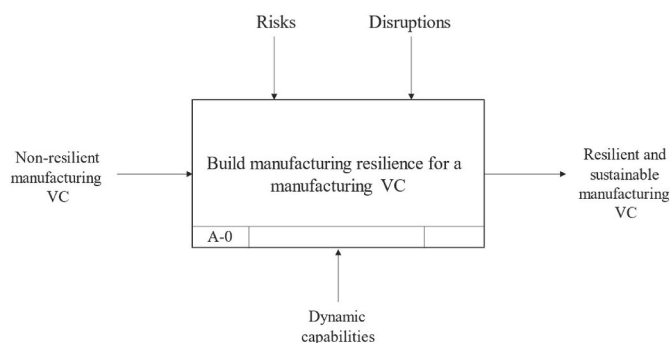 Risks
Disruptions
Non-resilient
manufacturing
VC
Build manufacturing resilience for a
manufacturing VC
Resilient and
sustainable
manufacturing
VC
A-0
Dynamic
capabilities